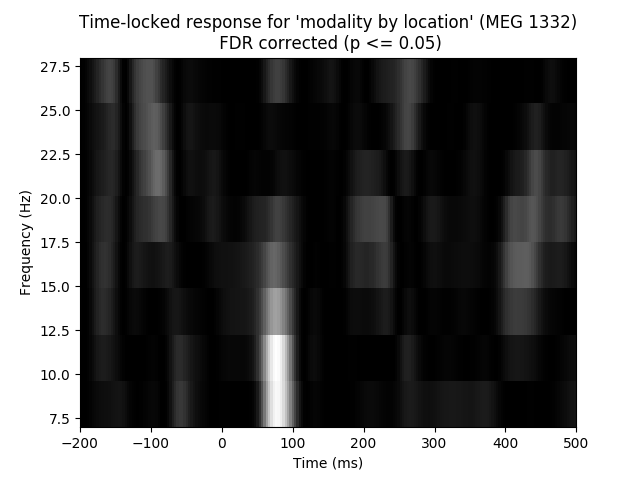 Time-locked response for 'modality by location' (MEG 1332)
FDR corrected (p <= 0.05)
27.5
25.0
22.5
20.0
17.5
15.0
12.5
10.0
7.5
Frequency (Hz)
−200 −100 0 100 200 300 400 500
Time (ms)